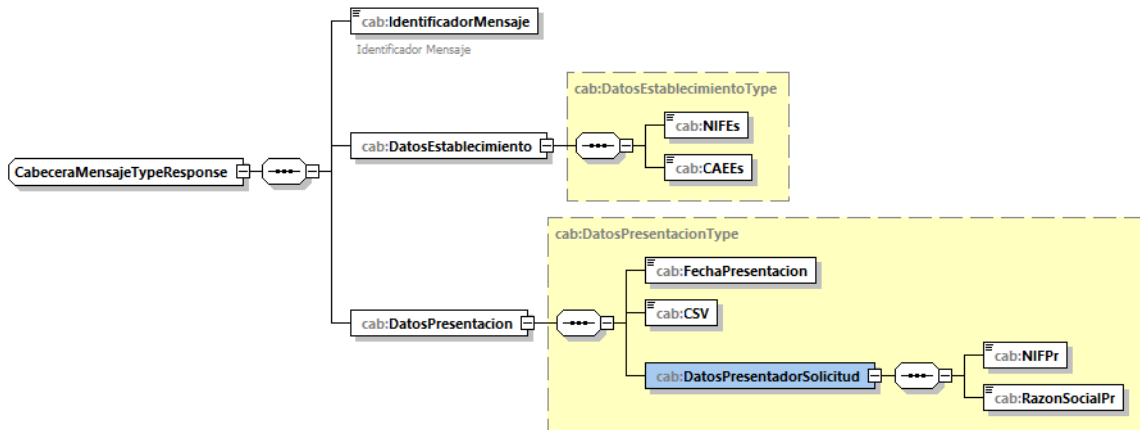 cab:IdentificadorMensaje
Identificador Mensaje
cab:DatosEstablecimientoType
cab:NIFEs
cab:DatosEstablecimiento
cab:CAEEs
CabeceraMensajeTypeResponse
cab:DatosPresentacionType
cab:FechaPresentacion
cab:CSV
cab:DatosPresentacion
cab:NIFPr
cab:DatosPresentadorSolicitud
cab:RazonSocialPr